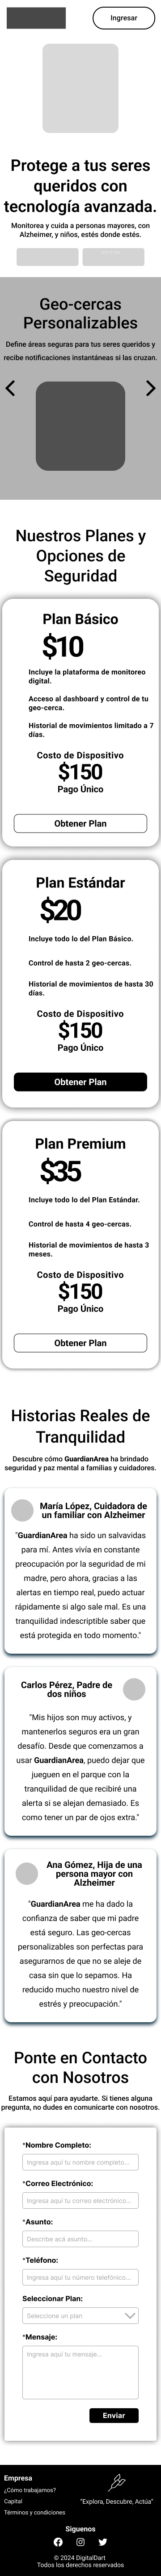 Ingresar
Protege a tus seres
queridos con
tecnología avanzada.
Monitorea y cuida a personas mayores, con
Alzheimer, y niños, estés donde estés.
Geo-cercas
Personalizables
Define áreas seguras para tus seres queridos y
recibe notificaciones instantáneas si las cruzan.
Nuestros Planes y
Opciones de
Seguridad
Plan Básico
$10
Incluye la plataforma de monitoreo
digital.
Acceso al dashboard y control de tu
geo-cerca.
Historial de movimientos limitado a 7
días.
Costo de Dispositivo
$150
Pago Único
Obtener Plan
Plan Estándar
$20
Incluye todo lo del Plan Básico.
Control de hasta 2 geo-cercas.
Historial de movimientos de hasta 30
días.
Costo de Dispositivo
$150
Pago Único
Obtener Plan
Plan Premium
$35
Incluye todo lo del Plan Estándar.
Control de hasta 4 geo-cercas.
Historial de movimientos de hasta 3
meses.
Costo de Dispositivo
$150
Pago Único
Obtener Plan
Historias Reales de
Tranquilidad
Descubre cómo GuardianArea ha brindado
seguridad y paz mental a familias y cuidadores.
María López, Cuidadora de
un familiar con Alzheimer
"GuardianArea ha sido un salvavidas
para mí. Antes vivía en constante
preocupación por la seguridad de mi
madre, pero ahora, gracias a las
alertas en tiempo real, puedo actuar
rápidamente si algo sale mal. Es una
tranquilidad indescriptible saber que
está protegida en todo momento."
Carlos Pérez, Padre de
dos niños
"Mis hijos son muy activos, y
mantenerlos seguros era un gran
desafío. Desde que comenzamos a
usar GuardianArea, puedo dejar que
jueguen en el parque con la
tranquilidad de que recibiré una
alerta si se alejan demasiado. Es
como tener un par de ojos extra."
Ana Gómez, Hija de una
persona mayor con
Alzheimer
"GuardianArea me ha dado la
confianza de saber que mi padre
está seguro. Las geo-cercas
personalizables son perfectas para
asegurarnos de que no se aleje de
casa sin que lo sepamos. Ha
reducido mucho nuestro nivel de
estrés y preocupación."
Ponte en Contacto
con Nosotros
Estamos aquí para ayudarte. Si tienes alguna
pregunta, no dudes en comunicarte con nosotros.
*Nombre Completo:
Ingresa aquí tu nombre completo...
*Correo Electrónico:
Ingresa aquí tu correo electrónico...
*Asunto:
Describe acá asunto...
*Teléfono:
Ingresa aquí tu número telefónico...
Seleccionar Plan:
Seleccione un plan
*Mensaje:
Ingresa aquí tu mensaje...
Enviar
Empresa
¿Cómo trabajamos?
Capital
Términos y condiciones
"Explora, Descubre, Actúa"
Síguenos
© 2024 DigitalDart
Todos los derechos reservados